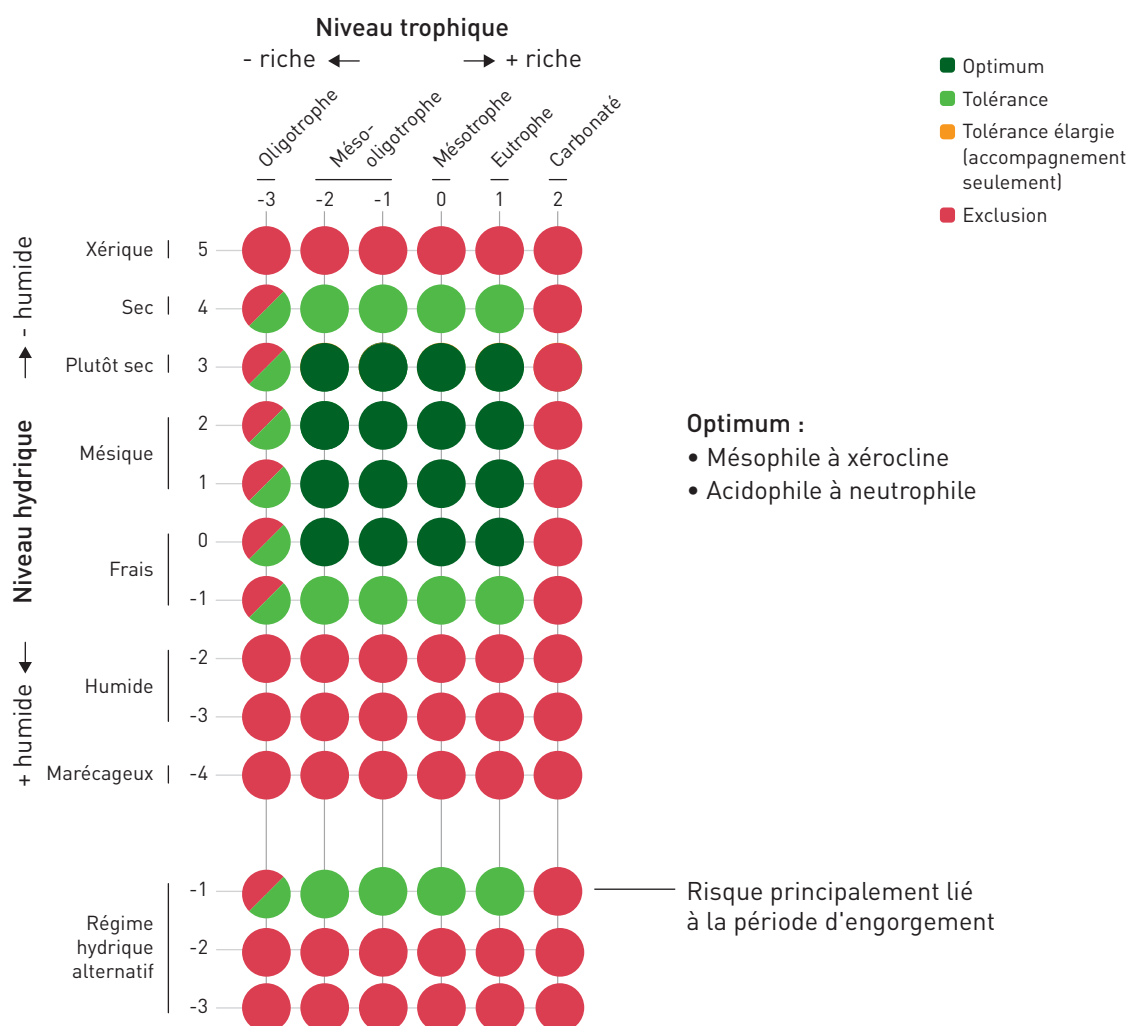 Niveau trophique
- riche ← → + riche
Oligotrophe
Méso-
oligotrophe
Mésotrophe
Eutrophe
Carbonaté
-3 -2 -1 0 1 2
Optimum
Tolérance
Tolérance élargie
(accompagnement
seulement)
Exclusion
Niveau hydrique
→ - humide
+ humide ←
Xérique 5
Sec 4
Plutôt sec 3
2
Mésique
1
0
Frais
-1
-2
Humide
-3
Marécageux -4
Optimum :
• Mésophile à xérocline
• Acidophile à neutrophile
-1
Régime
hydrique
alternatif
-2
-3
Risque principalement lié
à la période d'engorgement